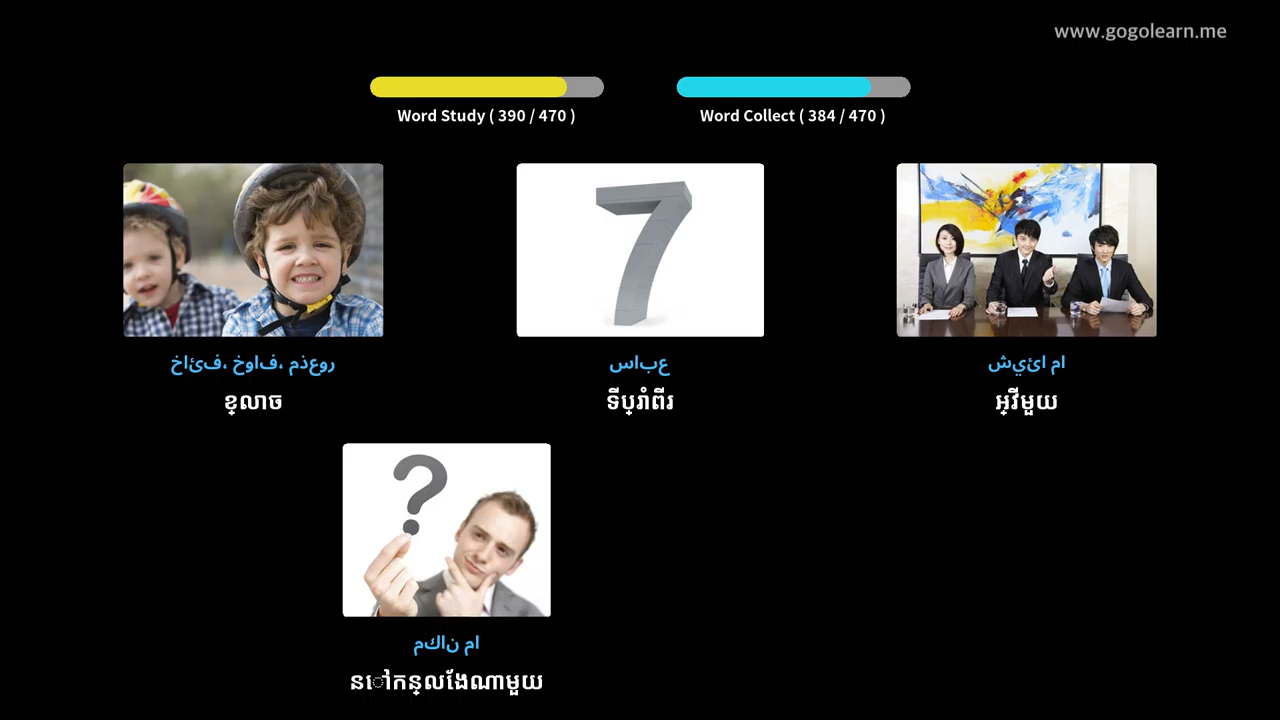 www.gogolearn.me
Word Study ( 390 / 470 )
Word Collect ( 384 / 470 )
خائف، خواف، مذعور
ខ្លាច
سابع
ទីប្រាំពីរ
شيئا ما
អ្វីមួយ
مكان ما
នៅកន្លែងណាមួយ